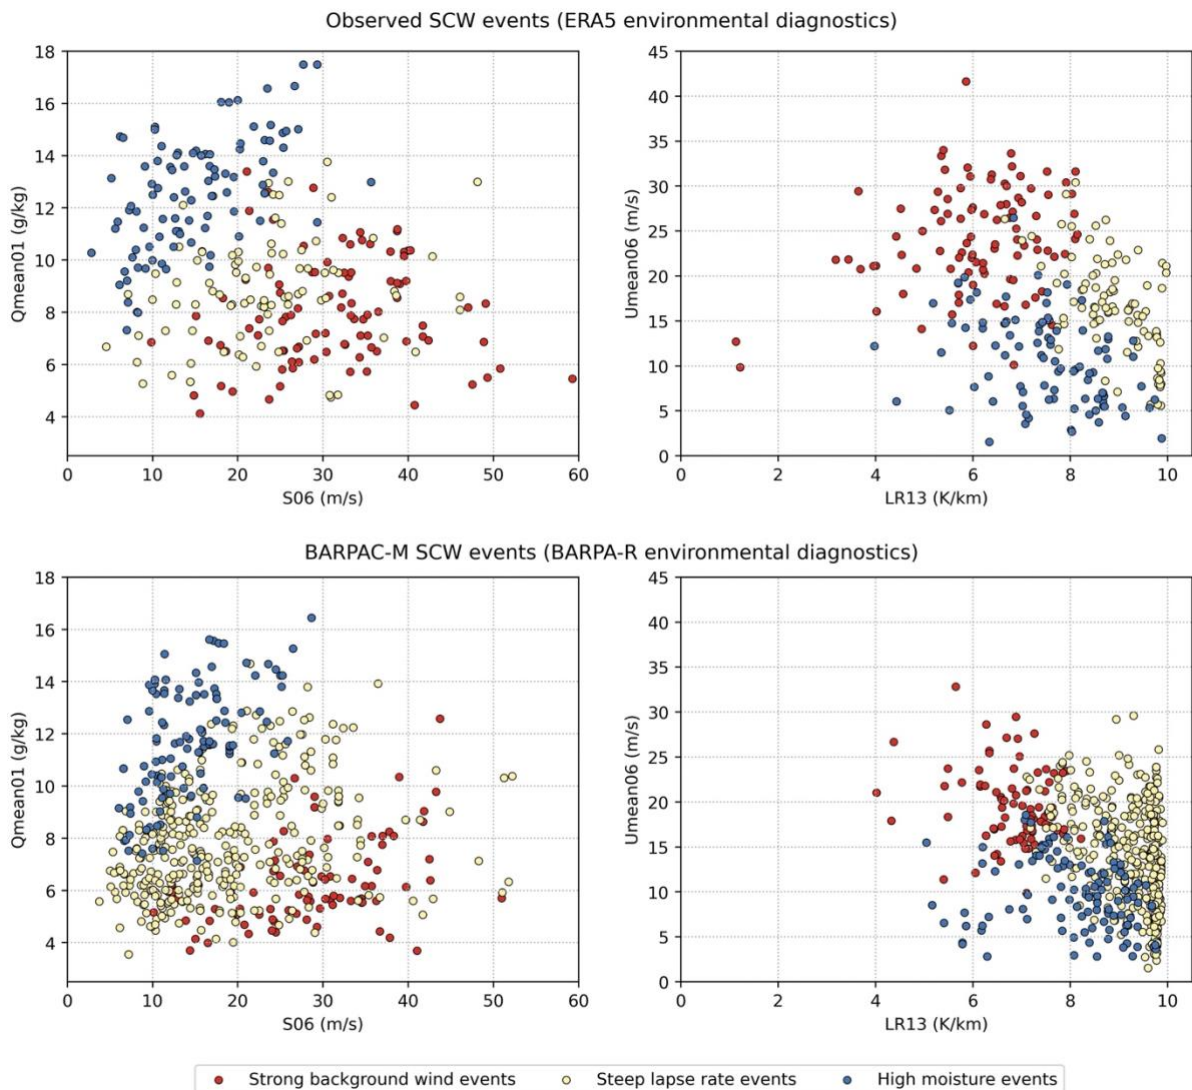 Observed SCW events (ERA5 environmental diagnostics)
18
16
14
12
10
8
6
4
Qmean01 (g/kg)
0 10 20 30 40 50 60
S06 (m/s)
45
40
35
30
25
20
15
10
5
0
Umean06 (m/s)
0 2 4 6 8 10
LR13 (K/km)
BARPAC-M SCW events (BARPA-R environmental diagnostics)
18
16
14
12
10
8
6
4
Qmean01 (g/kg)
0 10 20 30 40 50 60
S06 (m/s)
45
40
35
30
25
20
15
10
5
0
Umean06 (m/s)
0 2 4 6 8 10
LR13 (K/km)
Strong background wind events Steep lapse rate events High moisture events